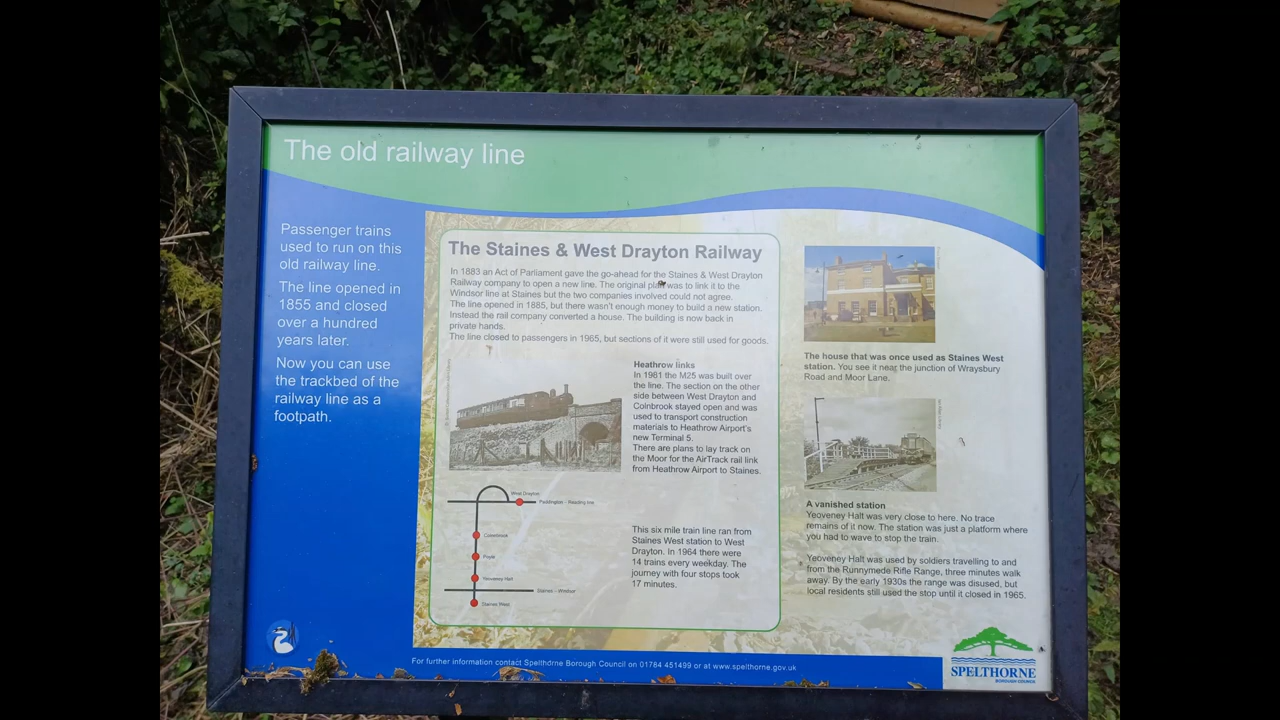 The old railway line
Passenger trains
used to run on this
old railway line.
The line opened in
1855 and closed
over a hundred
years later.
Now you can use
the trackbed of the
railway line as a
footpath.
The Staines & West Drayton Railway
In 1883 an Act of Parliament gave the go-ahead for the Staines & West Drayton
Railway company to open a new line. The original plan was to link it to the
Windsor line at Staines but the two companies involved could not agree.
The line opened in 1885, but there wasn't enough money to build a new station.
Instead the rail company converted a house. The building is now back in
private hands.
The line closed to passengers in 1965, but sections of it were still used for goods.
Heathrow links
In 1981 the M25 was built over
the line. The section on the other
side between West Drayton and
Colnbrook stayed open and was
used to transport construction
materials to Heathrow Airport's
new Terminal 5.
There are plans to lay track on
the Moor for the AirTrack rail link
from Heathrow Airport to Staines.
West Drayton
Paddington - Reading line
Colnbrook
Poyle
Yeoveney Halt
Staines - Windsor
Staines West
This six mile train line ran from
Staines West station to West
Drayton. In 1964 there were
14 trains every weekday. The
journey with four stops took
17 minutes.
The house that was once used as Staines West
station. You see it near the junction of Wraysbury
Road and Moor Lane.
A vanished station
Yeoveney Halt was very close to here. No trace
remains of it now. The station was just a platform where
you had to wave to stop the train.
Yeoveney Halt was used by soldiers travelling to and
from the Runnymede Rifle Range, three minutes walk
away. By the early 1930s the range was disused, but
local residents still used the stop until it closed in 1965.
For further information contact Spelthorne Borough Council on 01784 451499 or at www.spelthorne.gov.uk
SPELTHORNE
BOROUGH COUNCIL